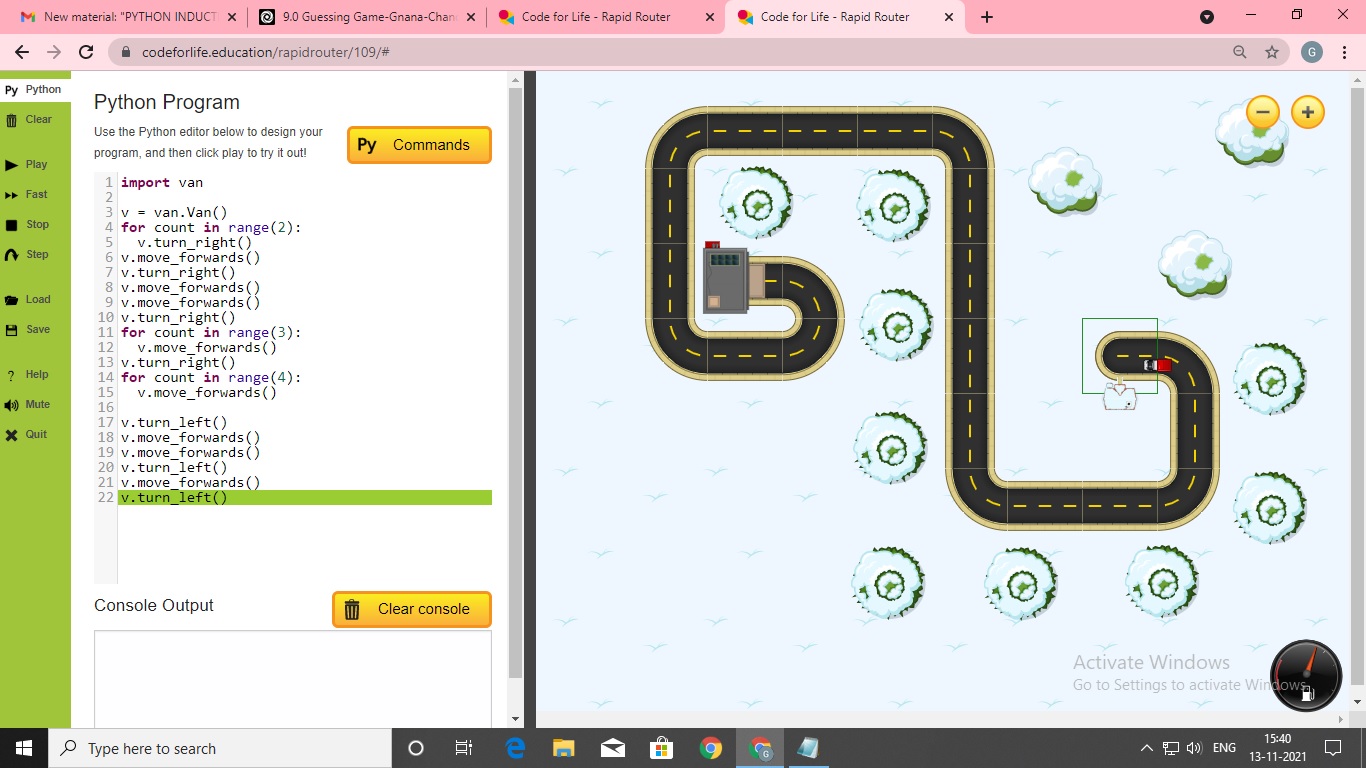 New material: "PYTHON INDUCT
9.0 Guessing Game-Gnana-Chan
Code for Life - Rapid Router
Code for Life - Rapid Router
codeforlife.education/rapidrouter/109/#
G
Py Python
Clear
Play
Fast
Stop
Step
Load
Save
? Help
Mute
Quit
Python Program
Use the Python editor below to design your
program, and then click play to try it out!
Py Commands
1 import van
2
3 v = van.Van()
4 for count in range(2):
5   v.turn_right()
6 v.move_forwards()
7 v.turn_right()
8 v.move_forwards()
9 v.move_forwards()
10 v.turn_right()
11 for count in range(3):
12   v.move_forwards()
13 v.turn_right()
14 for count in range(4):
15   v.move_forwards()
16
17 v.turn_left()
18 v.move_forwards()
19 v.move_forwards()
20 v.turn_left()
21 v.move_forwards()
22 v.turn_left()
Console Output
Clear console
Activate Windows
Go to Settings to activate Windows.
Type here to search
G
ENG
15:40
13-11-2021